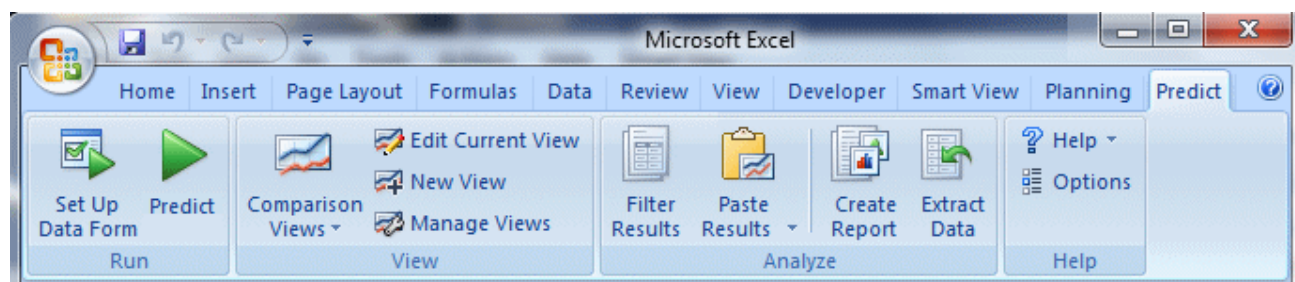 Microsoft Excel
Home Insert Page Layout Formulas Data Review View Developer Smart View Planning Predict
Set Up
Data Form
Predict
Run
Comparison
Views
Edit Current View
New View
Manage Views
View
Filter
Results
Paste
Results
Create
Report
Extract
Data
Analyze
Help
Options
Help